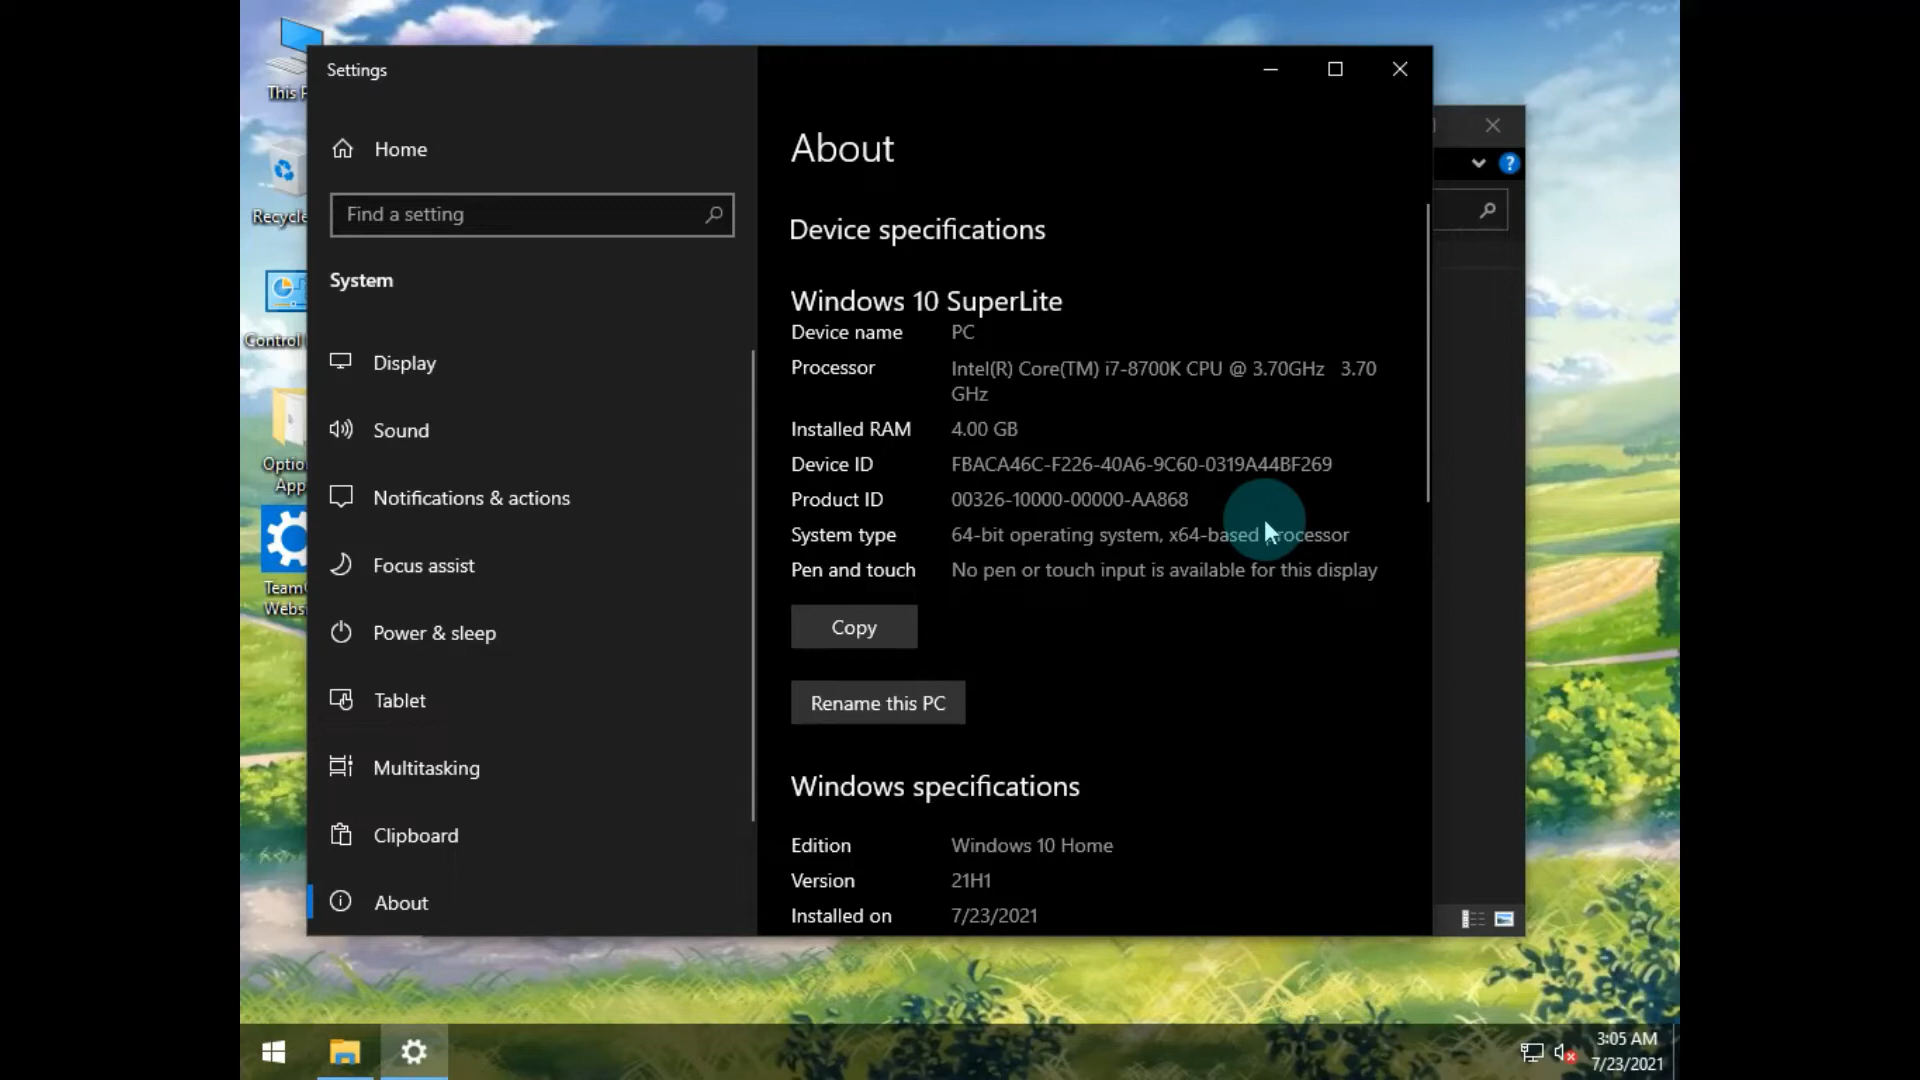 This P
Recycle
Control
Optio
App
Team
Webs
Settings
Home
Find a setting
System
Display
Sound
Notifications & actions
Focus assist
Power & sleep
Tablet
Multitasking
Clipboard
About
About
Device specifications
Windows 10 SuperLite
Device name PC
Processor Intel(R) Core(TM) i7-8700K CPU @ 3.70GHz 3.70
GHz
Installed RAM 4.00 GB
Device ID FBACA46C-F226-40A6-9C60-0319A44BF269
Product ID 00326-10000-00000-AA868
System type 64-bit operating system, x64-based processor
Pen and touch No pen or touch input is available for this display
Copy
Rename this PC
Windows specifications
Edition Windows 10 Home
Version 21H1
Installed on 7/23/2021
?
3:05 AM
7/23/2021